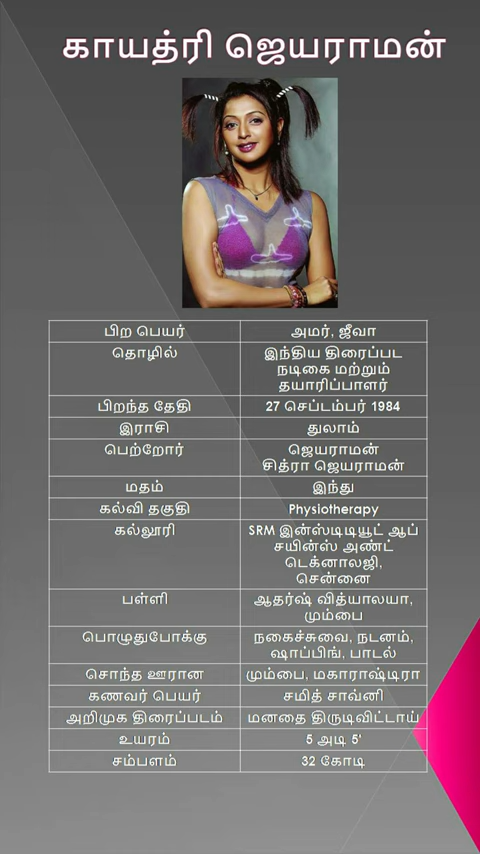 காயத்ரி ஜெயராமன்
பிற பெயர் அமர், ஜீவா
தொழில் இந்திய திரைப்பட
நடிகை மற்றும்
தயாரிப்பாளர்
பிறந்த தேதி 27 செப்டம்பர் 1984
இராசி துலாம்
பெற்றோர் ஜெயராமன்
சித்ரா ஜெயராமன்
மதம் இந்து
கல்வி தகுதி Physiotherapy
கல்லூரி SRM இன்ஸ்டிடியூட் ஆப்
சயின்ஸ் அண்ட்
டெக்னாலஜி,
சென்னை
பள்ளி ஆதர்ஷ் வித்யாலயா,
மும்பை
பொழுதுபோக்கு நகைச்சுவை, நடனம்,
ஷாப்பிங், பாடல்
சொந்த ஊரான மும்பை, மகாராஷ்டிரா
கணவர் பெயர் சமித் சாவ்னி
அறிமுக திரைப்படம் மனதை திருடிவிட்டாய்
உயரம் 5 அடி 5'
சம்பளம் 32 கோடி